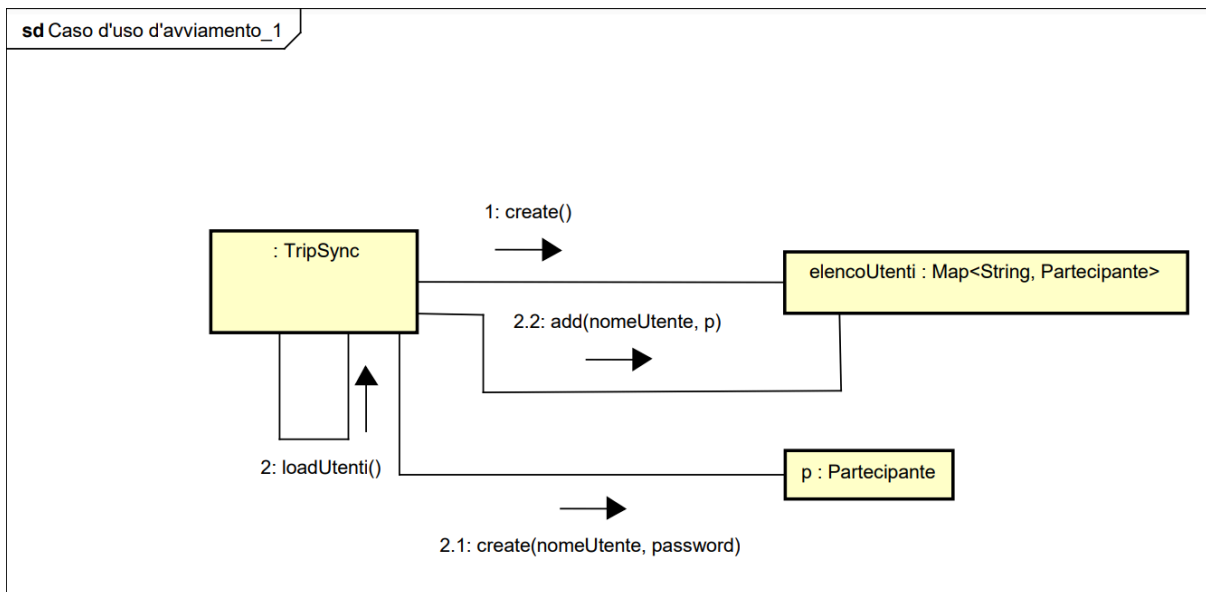 sd Caso d'uso d'avviamento_1
1: create()
: TripSync
elencoUtenti : Map<String, Partecipante>
2.2: add(nomeUtente, p)
2: loadUtenti()
p : Partecipante
2.1: create(nomeUtente, password)